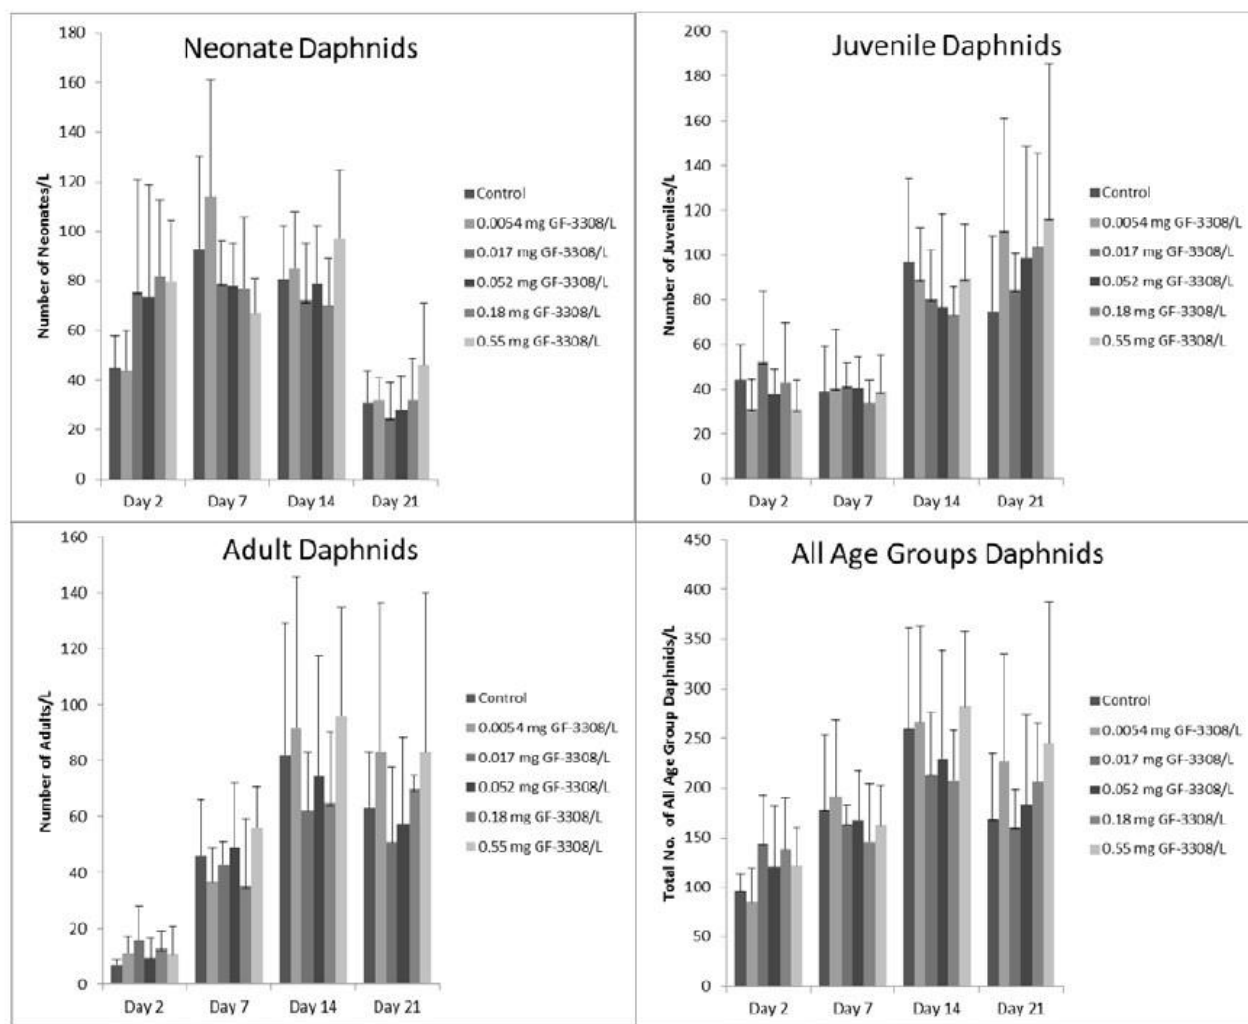 Neonate Daphnids
Number of Neonates/L
180
160
140
120
100
80
60
40
20
0
Day 2
Day 7
Day 14
Day 21
Control
0.0054 mg GF-3308/L
0.017 mg GF-3308/L
0.052 mg GF-3308/L
0.18 mg GF-3308/L
0.55 mg GF-3308/L
Juvenile Daphnids
Number of Juveniles/L
200
180
160
140
120
100
80
60
40
20
0
Day 2
Day 7
Day 14
Day 21
Control
0.0054 mg GF-3308/L
0.017 mg GF-3308/L
0.052 mg GF-3308/L
0.18 mg GF-3308/L
0.55 mg GF-3308/L
Adult Daphnids
Number of Adults/L
160
140
120
100
80
60
40
20
0
Day 2
Day 7
Day 14
Day 21
Control
0.0054 mg GF-3308/L
0.017 mg GF-3308/L
0.052 mg GF-3308/L
0.18 mg GF-3308/L
0.55 mg GF-3308/L
All Age Groups Daphnids
Total No. of All Age Group Daphnids/L
450
400
350
300
250
200
150
100
50
0
Day 2
Day 7
Day 14
Day 21
Control
0.0054 mg GF-3308/L
0.017 mg GF-3308/L
0.052 mg GF-3308/L
0.18 mg GF-3308/L
0.55 mg GF-3308/L